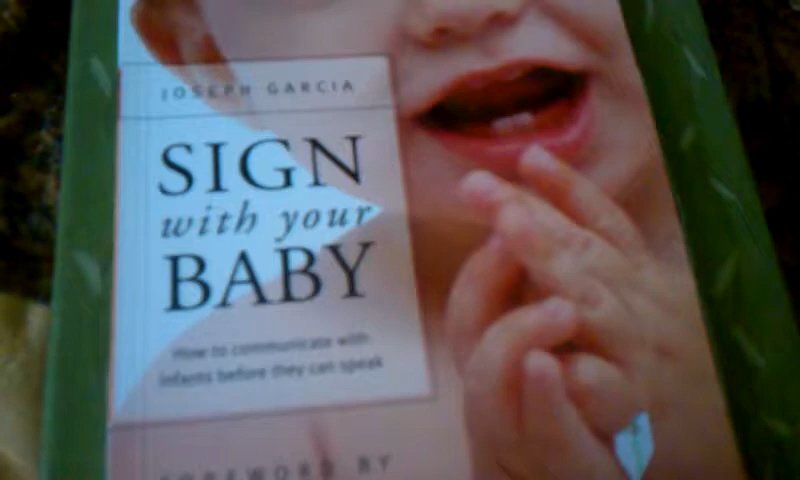 JOSEPH GARCIA
SIGN
with your
BABY
How to communicate with
infants before they can speak
FOREWORD BY